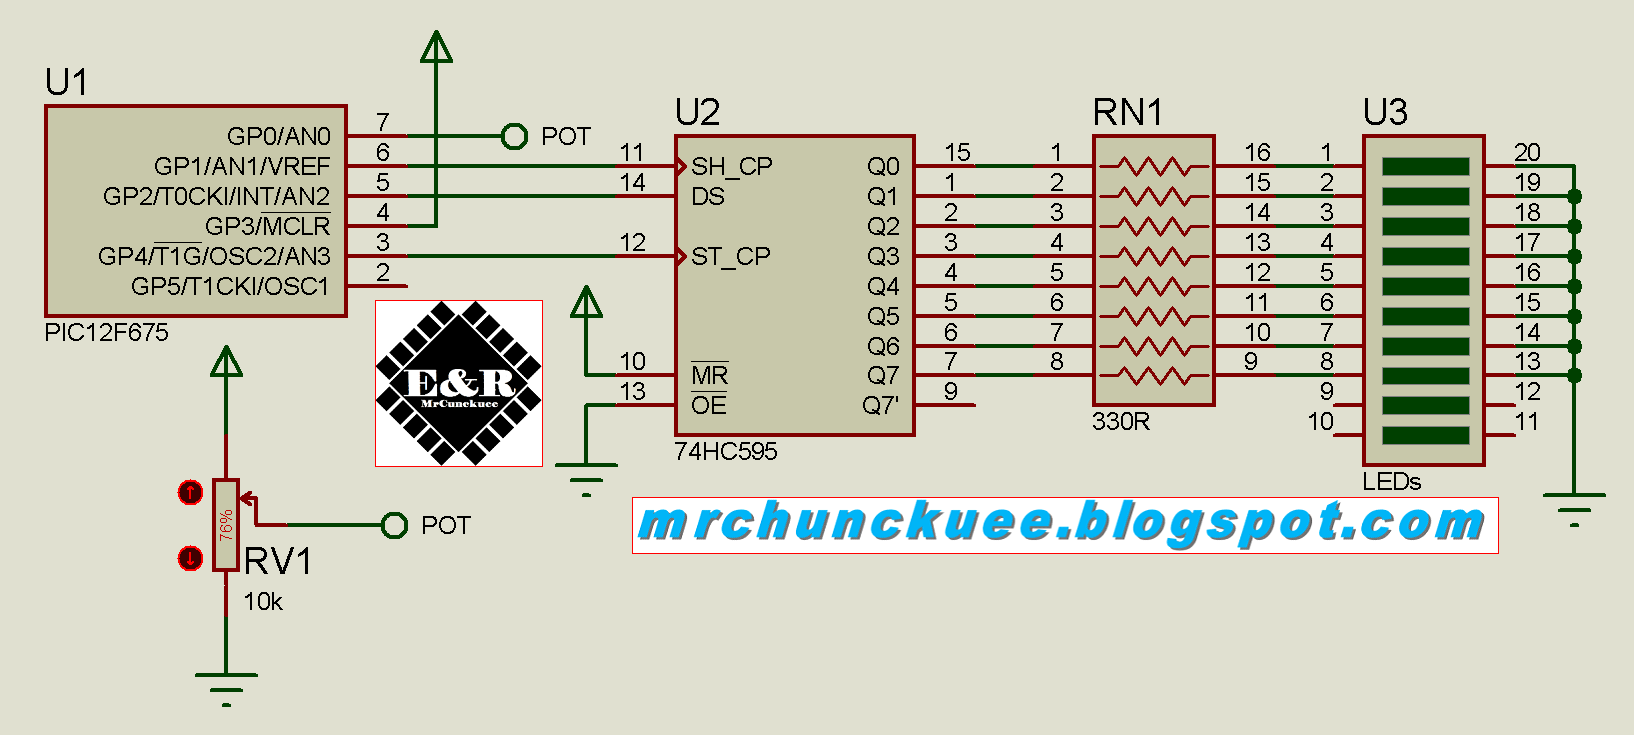 U1
GP0/AN0 7 POT
GP1/AN1/VREF 6
GP2/T0CKI/INT/AN2 5
GP3/MCLR 4
GP4/T1G/OSC2/AN3 3
GP5/T1CKI/OSC1 2
PIC12F675
E&R
MrCunekuee
76%
POT
RV1
10k
U2
11 SH_CP Q0 15
14 DS Q1 1
Q2 2
12 ST_CP Q3 3
Q4 4
Q5 5
Q6 6
10 MR Q7 7
13 OE Q7' 9
74HC595
RN1
1 16
2 15
3 14
4 13
5 12
6 11
7 10
8 9
330R
U3
1 20
2 19
3 18
4 17
5 16
6 15
7 14
8 13
9 12
10 11
LEDs
mrchunckuee.blogspot.com